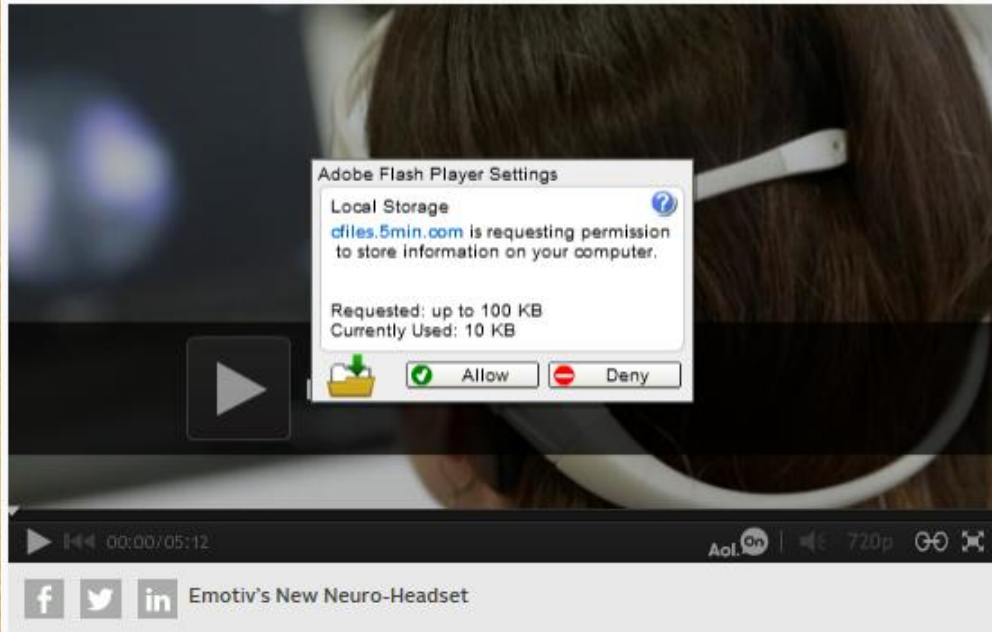 Adobe Flash Player Settings
Local Storage
cfiles.5min.com is requesting permission
to store information on your computer.
Requested: up to 100 KB
Currently Used: 10 KB
Allow
Deny
00:00/05:12
Aol.On
720p
f
in
Emotiv's New Neuro-Headset